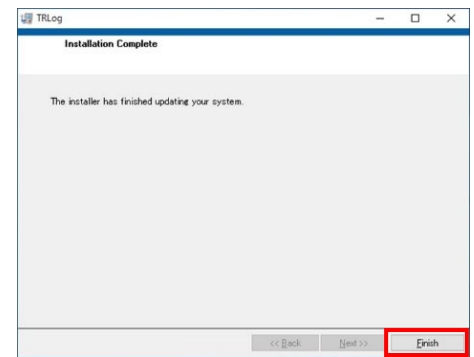 TRLog
Installation Complete
The installer has finished updating your system.
<< Back
Next >>
Finish